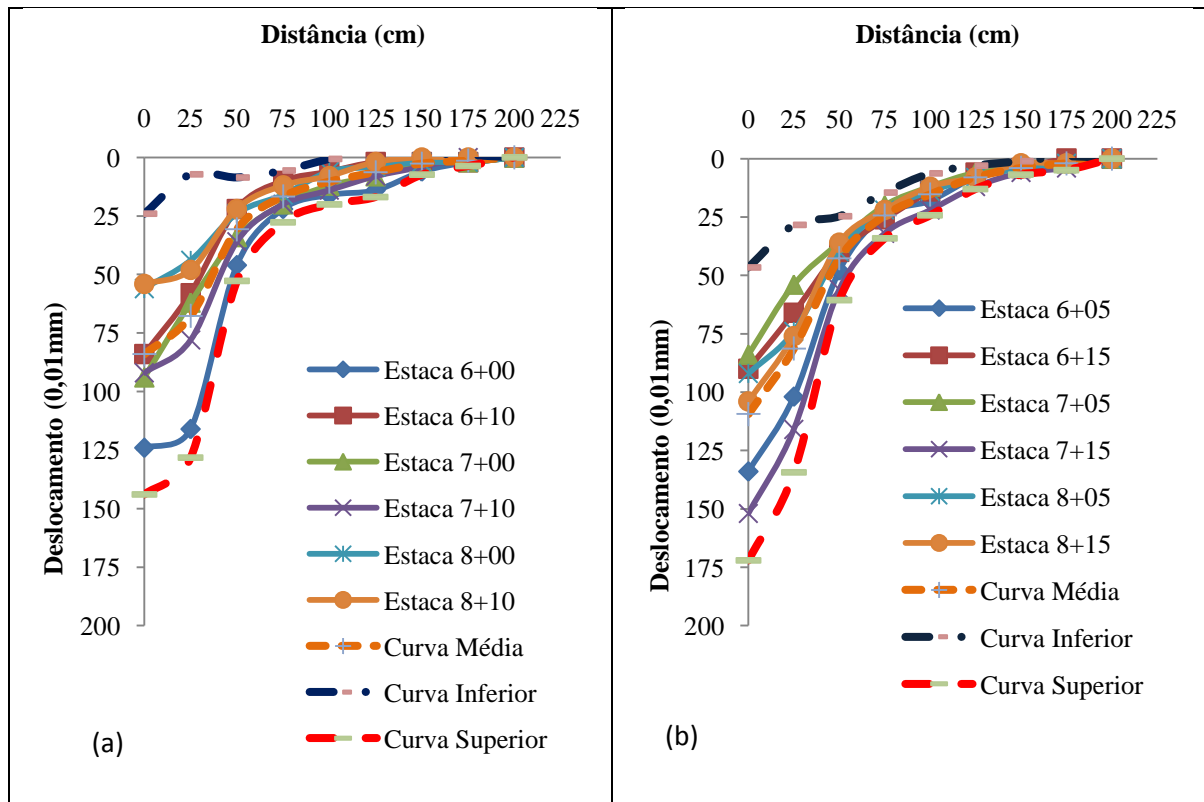 Distância (cm)
0 25 50 75 100 125 150 175 200 225
0
25
50
75
100
125
150
175
200
Deslocamento (0,01mm)
Estaca 6+00
Estaca 6+10
Estaca 7+00
Estaca 7+10
Estaca 8+00
Estaca 8+10
Curva Média
Curva Inferior
Curva Superior
(a)
Distância (cm)
0 25 50 75 100 125 150 175 200 225
0
25
50
75
100
125
150
175
200
Deslocamento (0,01mm)
Estaca 6+05
Estaca 6+15
Estaca 7+05
Estaca 7+15
Estaca 8+05
Estaca 8+15
Curva Média
Curva Inferior
Curva Superior
(b)